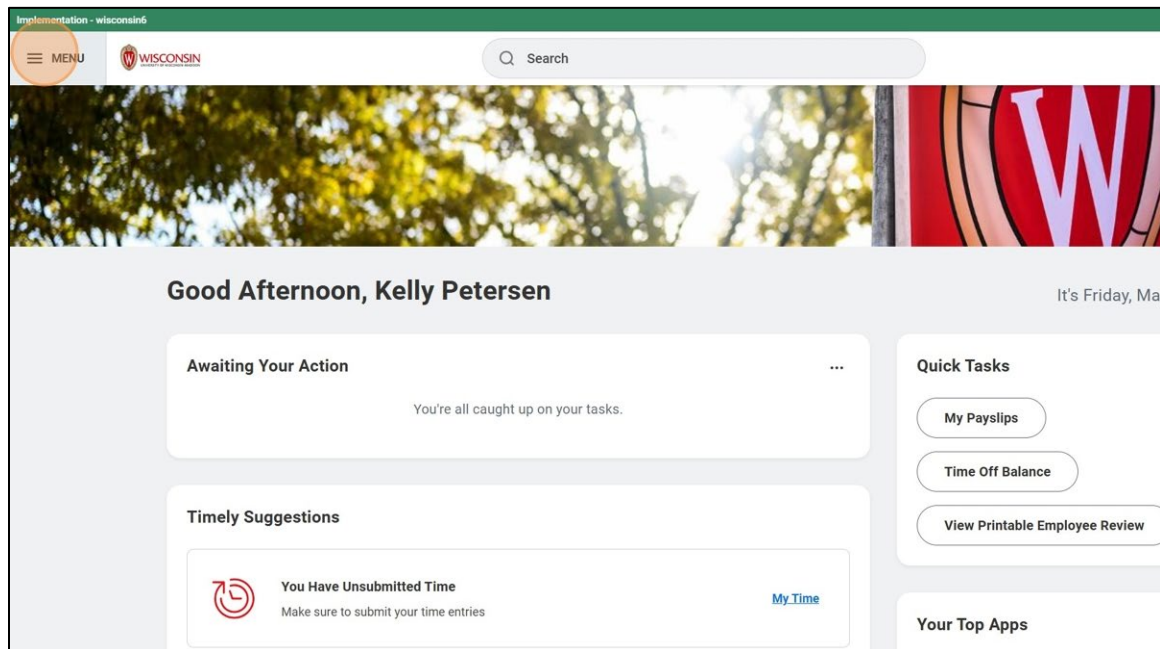 Implementation - wisconsin6
MENU
WISCONSIN
Search
W
Good Afternoon, Kelly Petersen
It's Friday, Ma
Awaiting Your Action
You're all caught up on your tasks.
Quick Tasks
My Payslips
Time Off Balance
View Printable Employee Review
Timely Suggestions
You Have Unsubmitted Time
Make sure to submit your time entries
My Time
Your Top Apps